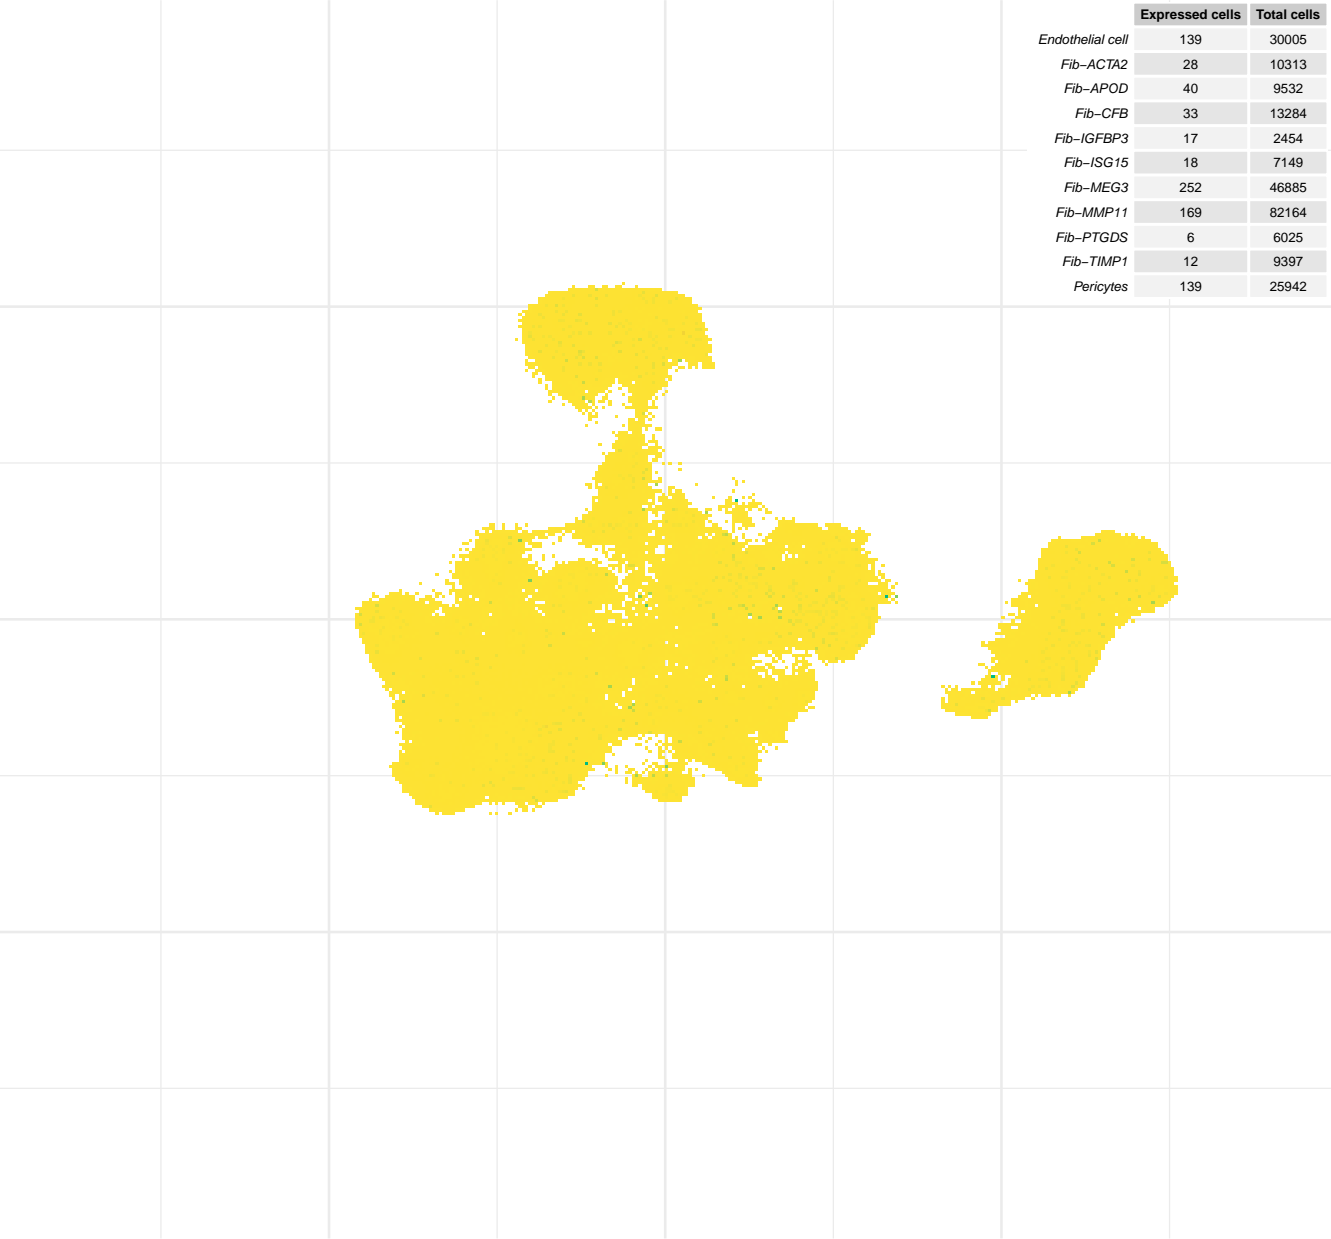 Expressed cells Total cells
Endothelial cell 139 30005
Fib−ACTA2 28 10313
Fib−APOD 40 9532
Fib−CFB 33 13284
Fib−IGFBP3 17 2454
Fib−ISG15 18 7149
Fib−MEG3 252 46885
Fib−MMP11 169 82164
Fib−PTGDS 6 6025
Fib−TIMP1 12 9397
Pericytes 139 25942